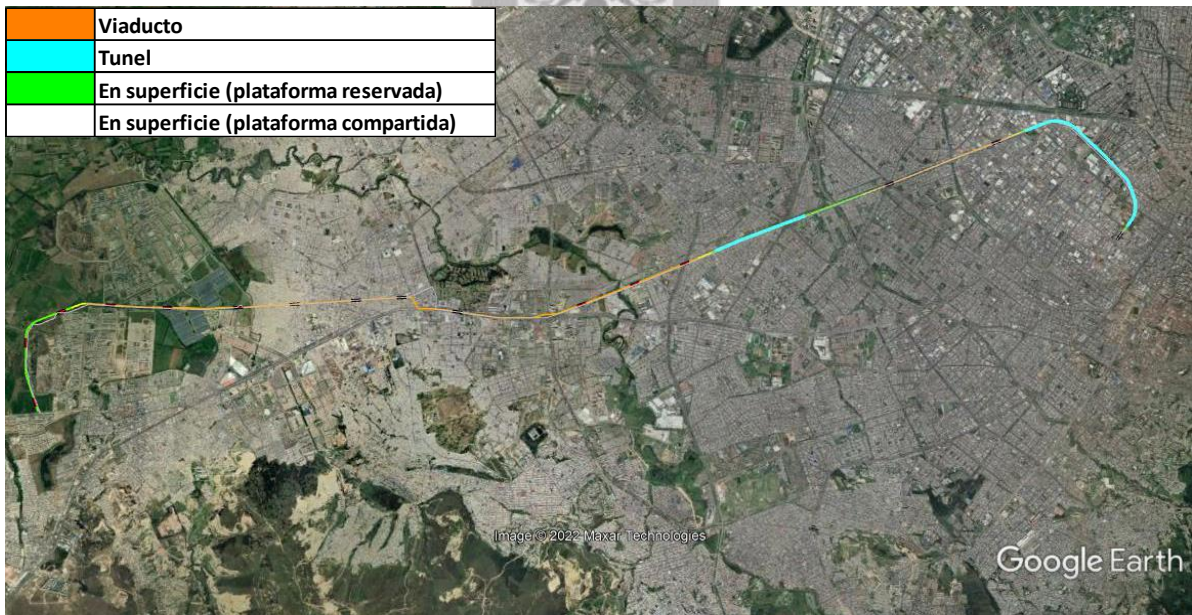 Viaducto
Tunel
En superficie (plataforma reservada)
En superficie (plataforma compartida)
Image © 2022 Maxar Technologies
Google Earth